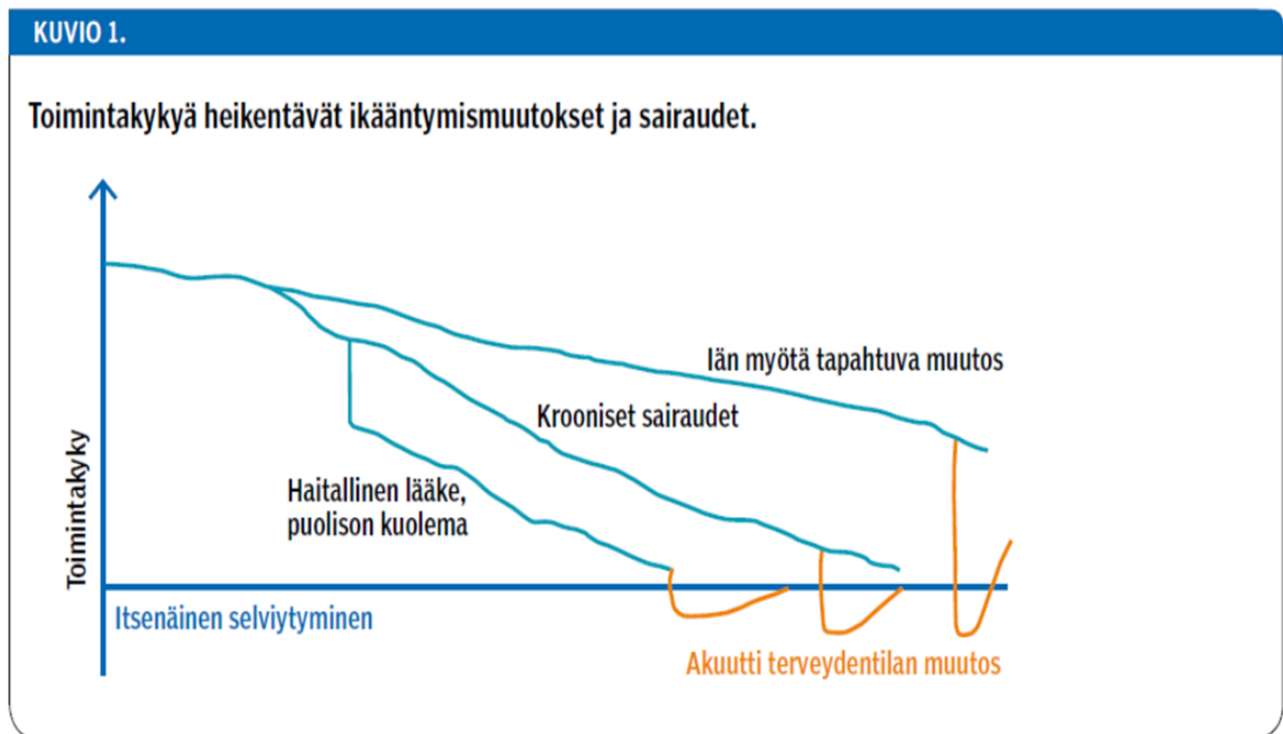 KUVIO 1.
Toimintakykyä heikentävät ikääntymismuutokset ja sairaudet.
Iän myötä tapahtuva muutos
Krooniset sairaudet
Haitallinen lääke,
puolison kuolema
Toimintakyky
Itsenäinen selviytyminen
Akuutti terveydentilan muutos